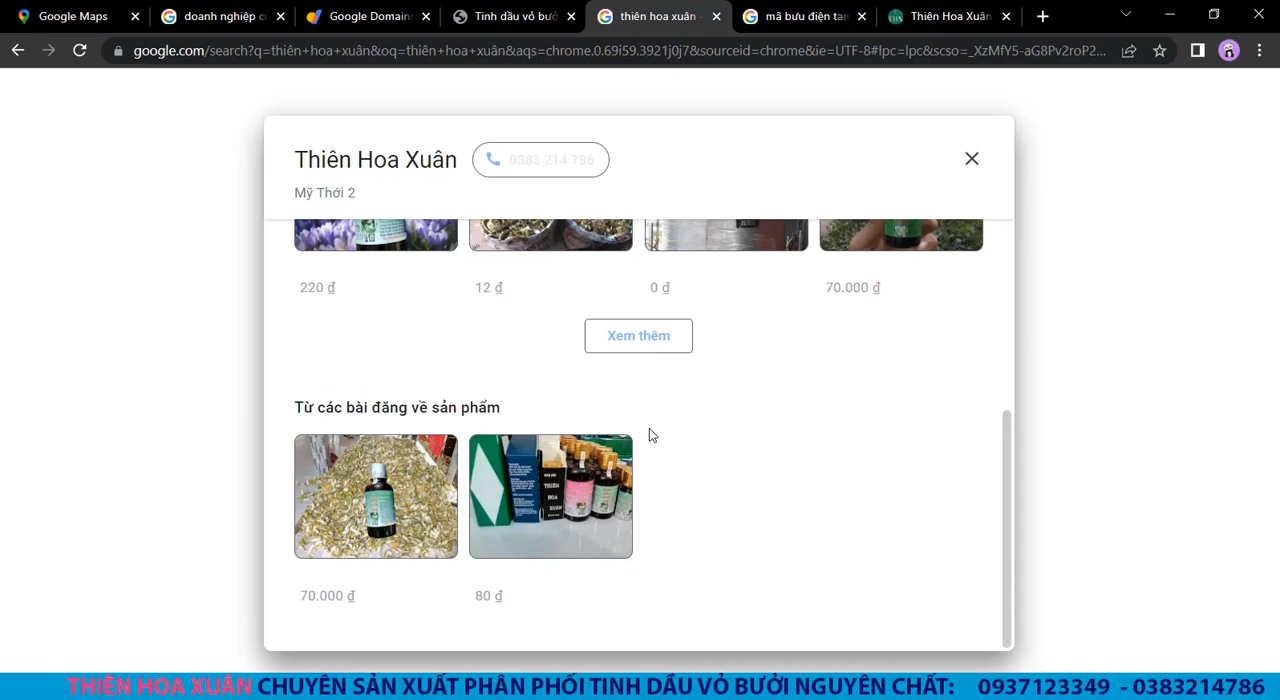 Google Maps
doanh nghiệp c
Google Domain
Tinh dầu vỏ bưở
thiên hoa xuân -
mã bưu điện tan
Thiên Hoa Xuân
google.com/search?q=thiên+hoa+xuân&oq=thiên+hoa+xuân&aqs=chrome.0.69i59.3921j0j7&sourceid=chrome&ie=UTF-8#lpc=lpc&scso=_XzMfY5-aG8Pv2roP2...
Thiên Hoa Xuân
0383 214 786
Mỹ Thới 2
220 ₫
12 ₫
0 ₫
70.000 ₫
Xem thêm
Từ các bài đăng về sản phẩm
THIÊN
HOA
XUÂN
70.000 ₫
80 ₫
THIÊN HOA XUÂN CHUYÊN SẢN XUẤT PHÂN PHỐI TINH DẦU VỎ BƯỞI NGUYÊN CHẤT: 0937123349 - 0383214786